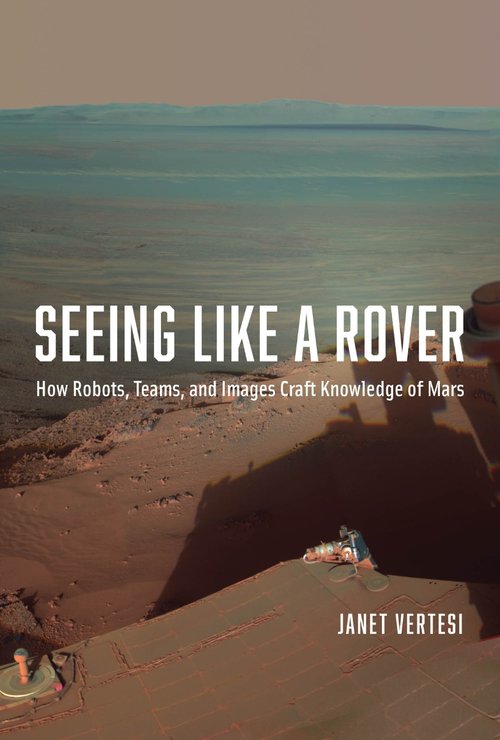 SEEING LIKE A ROVER
How Robots, Teams, and Images Craft Knowledge of Mars
JANET VERTESI